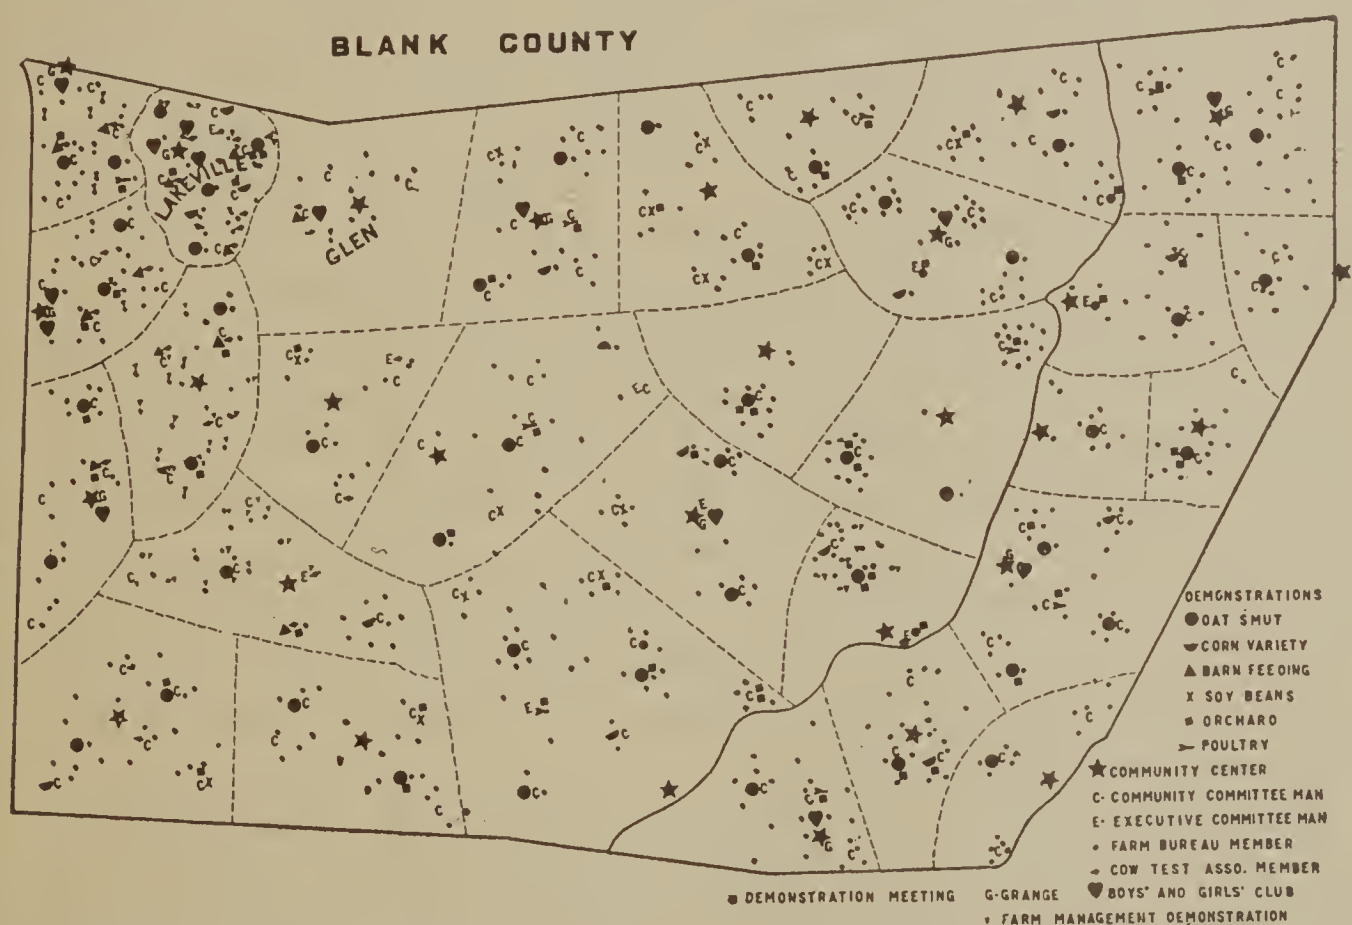 BLANK COUNTY
LAKEVILLE
GLEN
DEMONSTRATIONS
OAT SMUT
CORN VARIETY
BARN FEEDING
X SOY BEANS
ORCHARD
POULTRY
COMMUNITY CENTER
C- COMMUNITY COMMITTEE MAN
E- EXECUTIVE COMMITTEE MAN
FARM BUREAU MEMBER
COW TEST ASSO. MEMBER
DEMONSTRATION MEETING G-GRANGE BOYS' AND GIRLS' CLUB
FARM MANAGEMENT DEMONSTRATION